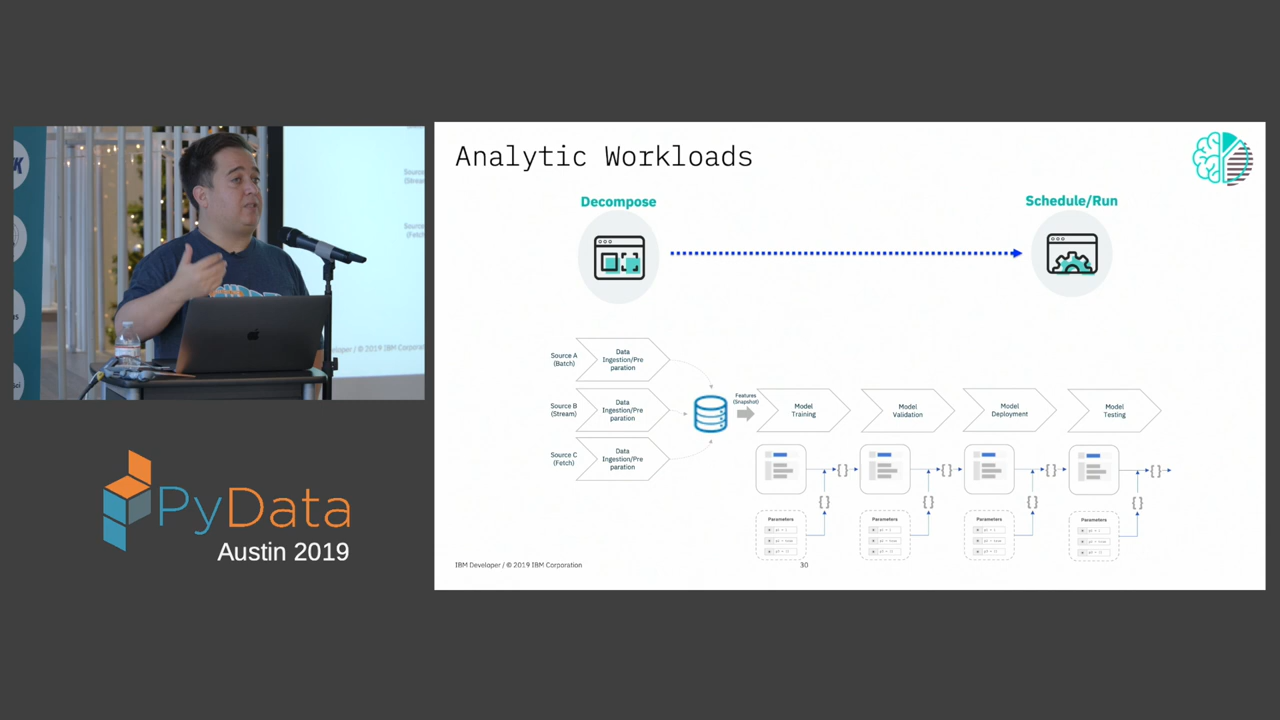 Analytic Workloads
Decompose
Schedule/Run
Source A
(Batch)
Data
Ingestion/Pre
paration
Source B
(Stream)
Data
Ingestion/Pre
paration
Source C
(Fetch)
Data
Ingestion/Pre
paration
Features
(Snapshot)
Model
Training
Model
Validation
Model
Deployment
Model
Testing
{}
{}
{}
{}
{}
{}
{}
{}
Parameters
Parameters
Parameters
Parameters
IBM Developer / © 2019 IBM Corporation
30
PyData
Austin 2019